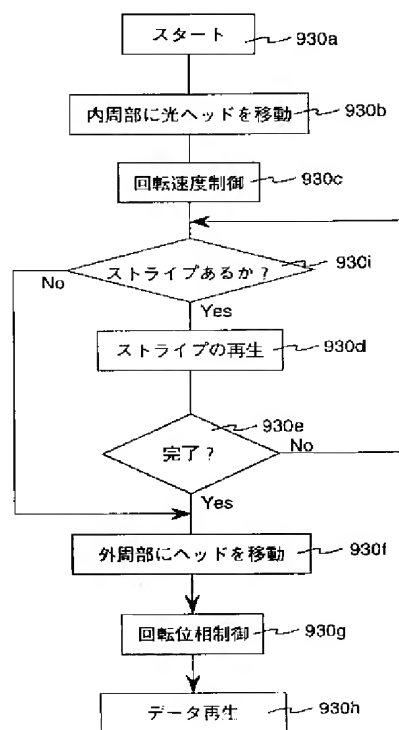 スタート
930a
内周部に光ヘッドを移動
930b
回転速度制御
930c
ストライプあるか？
930i
No
Yes
ストライプの再生
930d
完了？
930e
No
Yes
外周部にヘッドを移動
930f
回転位相制御
930g
データ再生
930h